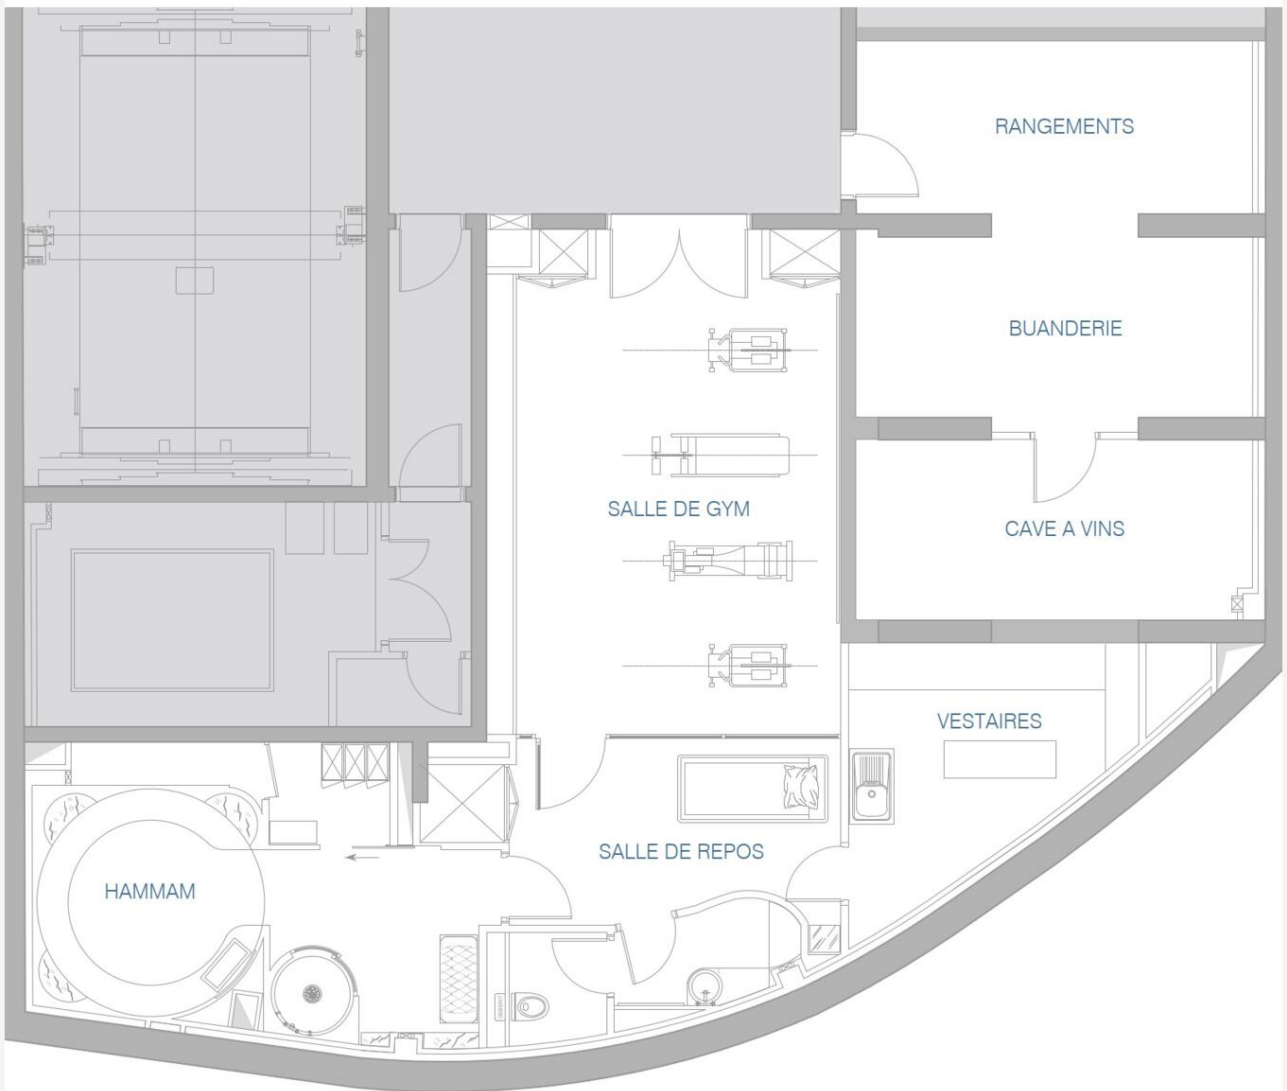 RANGEMENTS
BUANDERIE
SALLE DE GYM
CAVE A VINS
VESTAIRES
SALLE DE REPOS
HAMMAM